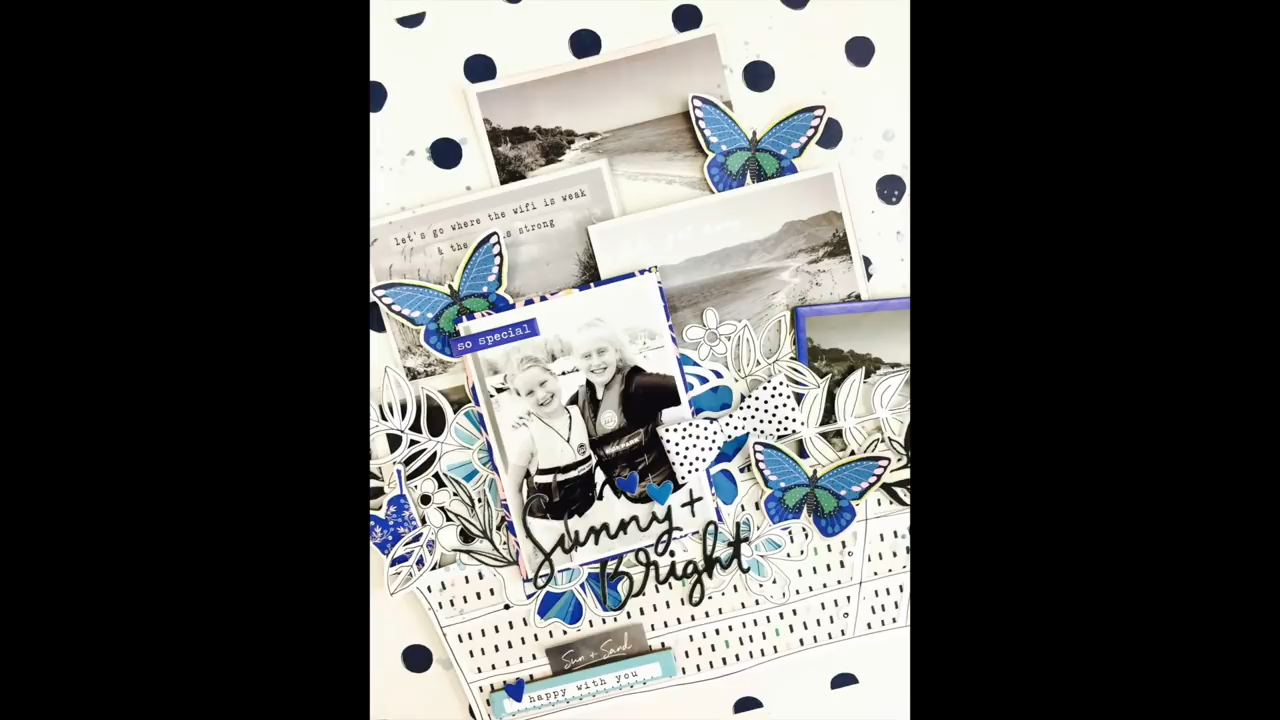 let's go where the wifi is weak
& the s strong
so special
Sunny +
Bright
Sun + Sand
happy with you